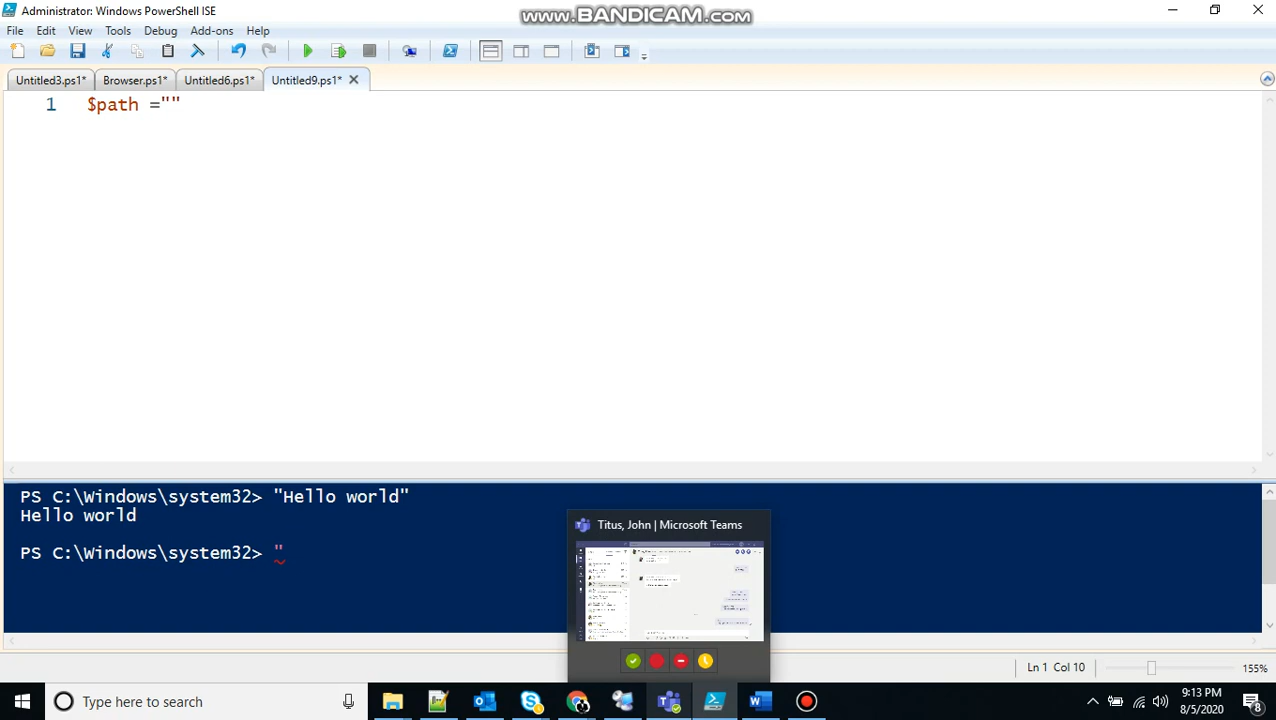 Administrator: Windows PowerShell ISE
www.BANDICAM.com
File Edit View Tools Debug Add-ons Help
Untitled3.ps1* Browser.ps1* Untitled6.ps1* Untitled9.ps1*
1 $path =""
PS C:\Windows\system32> "Hello world"
Hello world
PS C:\Windows\system32> "
Titus, John | Microsoft Teams
Ln 1 Col 10 155%
Type here to search
9:13 PM
8/5/2020
8